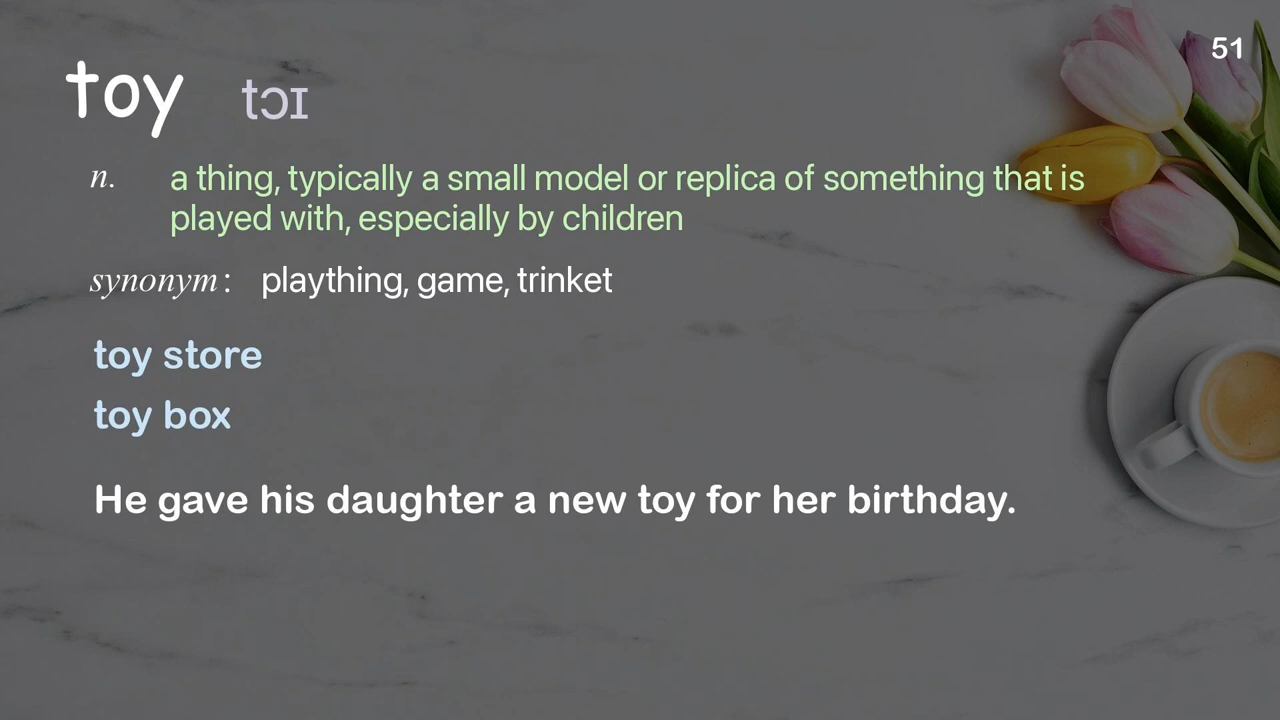 51
toy tɔɪ
n. a thing, typically a small model or replica of something that is
played with, especially by children
synonym: plaything, game, trinket
toy store
toy box
He gave his daughter a new toy for her birthday.